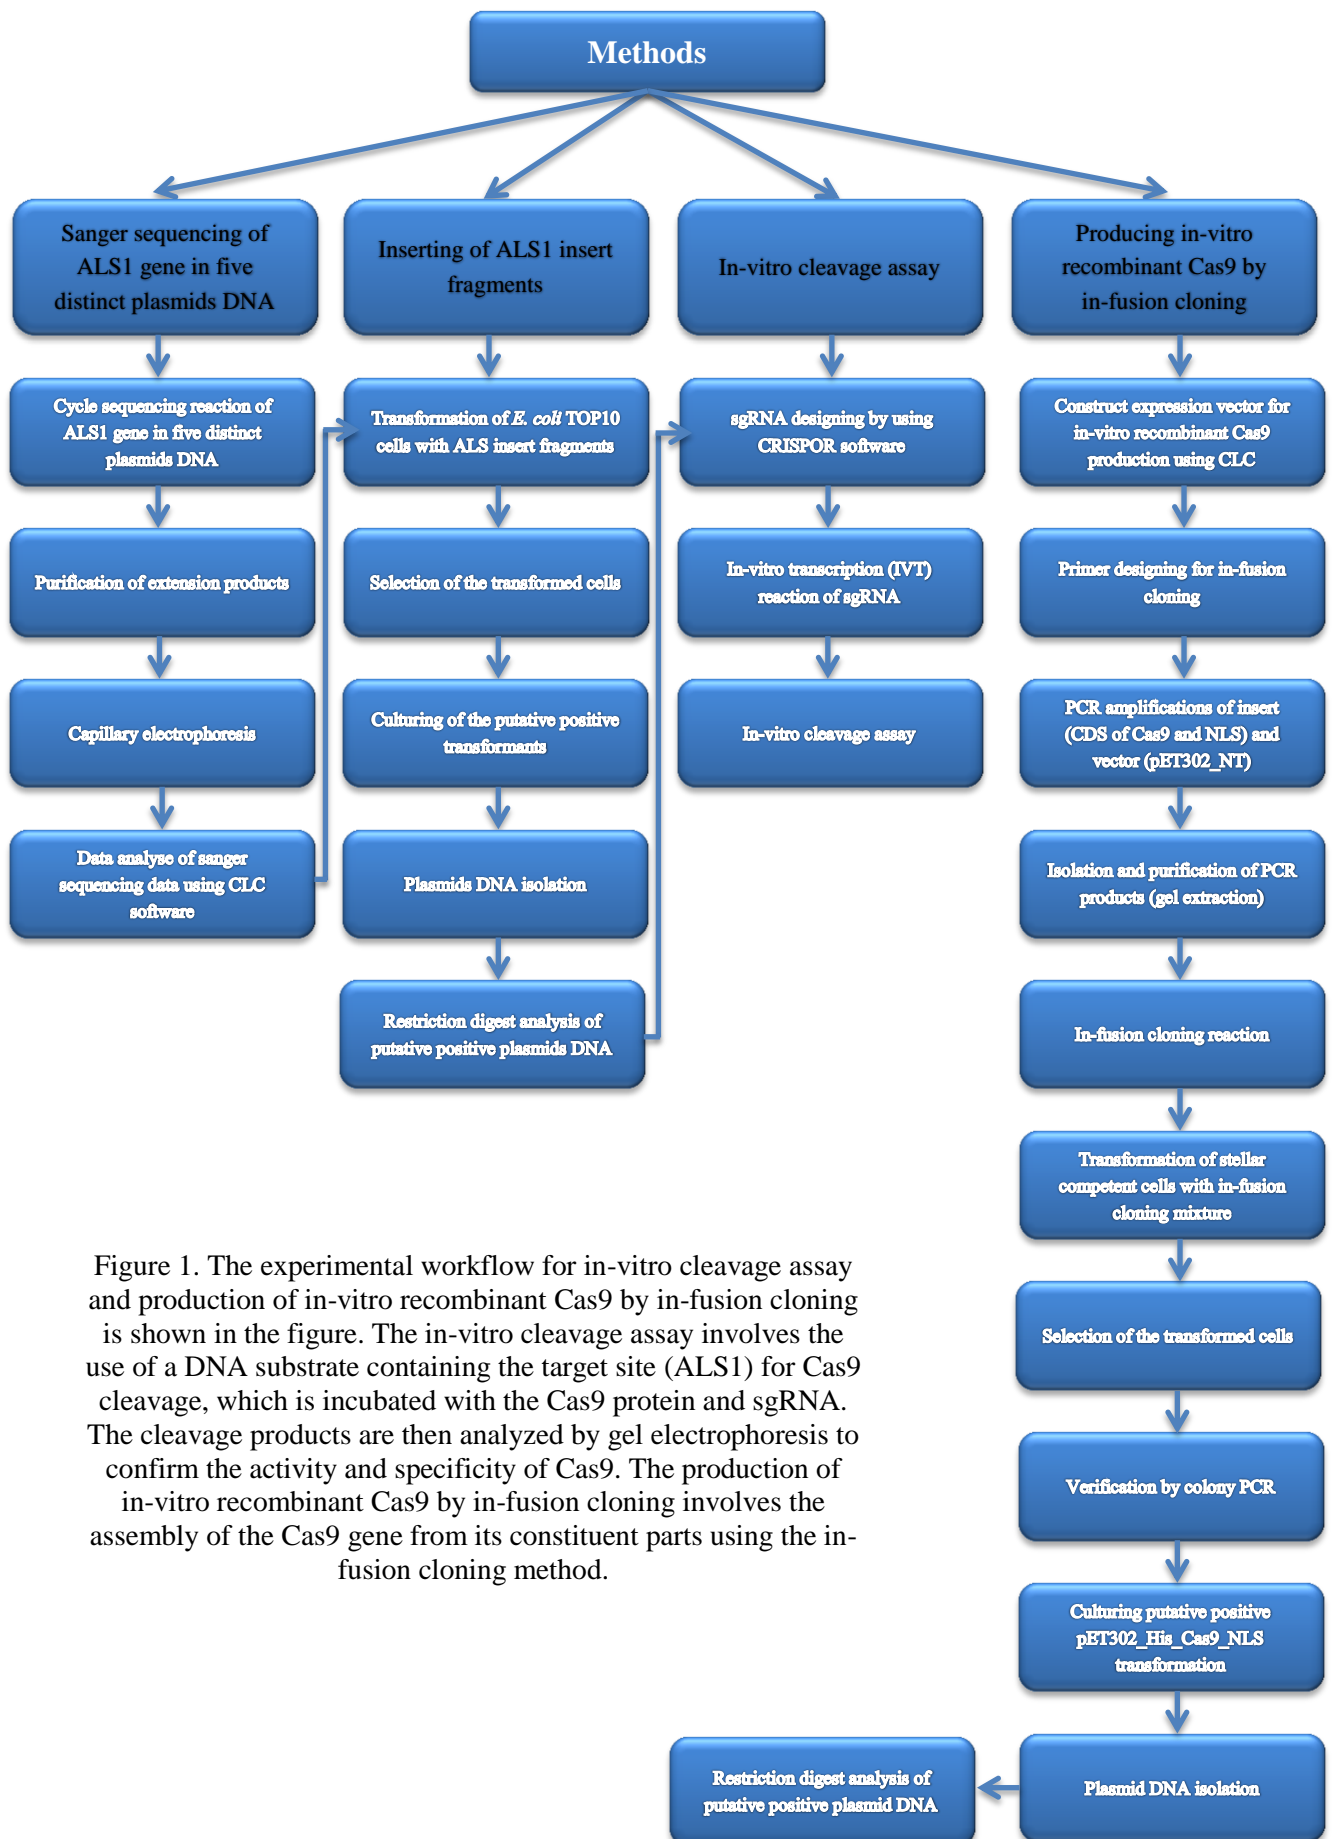 Methods
Sanger sequencing of
ALS1 gene in five
distinct plasmids DNA
Inserting of ALS1 insert
fragments
In-vitro cleavage assay
Producing in-vitro
recombinant Cas9 by
in-fusion cloning
Cycle sequencing reaction of
ALS1 gene in five distinct
plasmids DNA
Transformation of E. coli TOP10
cells with ALS insert fragments
sgRNA designing by using
CRISPOR software
Construct expression vector for
in-vitro recombinant Cas9
production using CLC
Purification of extension products
Selection of the transformed cells
In-vitro transcription (IVT)
reaction of sgRNA
Primer designing for in-fusion
cloning
Capillary electrophoresis
Culturing of the putative positive
transformants
In-vitro cleavage assay
PCR amplifications of insert
(CDS of Cas9 and NLS) and
vector (pET302_NT)
Data analyse of sanger
sequencing data using CLC
software
Plasmids DNA isolation
Isolation and purification of PCR
products (gel extraction)
Restriction digest analysis of
putative positive plasmids DNA
In-fusion cloning reaction
Transformation of stellar
competent cells with in-fusion
cloning mixture
Selection of the transformed cells
Verification by colony PCR
Culturing putative positive
pET302_His_Cas9_NLS
transformation
Plasmid DNA isolation
Restriction digest analysis of
putative positive plasmid DNA
Figure 1. The experimental workflow for in-vitro cleavage assay
and production of in-vitro recombinant Cas9 by in-fusion cloning
is shown in the figure. The in-vitro cleavage assay involves the
use of a DNA substrate containing the target site (ALS1) for Cas9
cleavage, which is incubated with the Cas9 protein and sgRNA.
The cleavage products are then analyzed by gel electrophoresis to
confirm the activity and specificity of Cas9. The production of
in-vitro recombinant Cas9 by in-fusion cloning involves the
assembly of the Cas9 gene from its constituent parts using the in-
fusion cloning method.